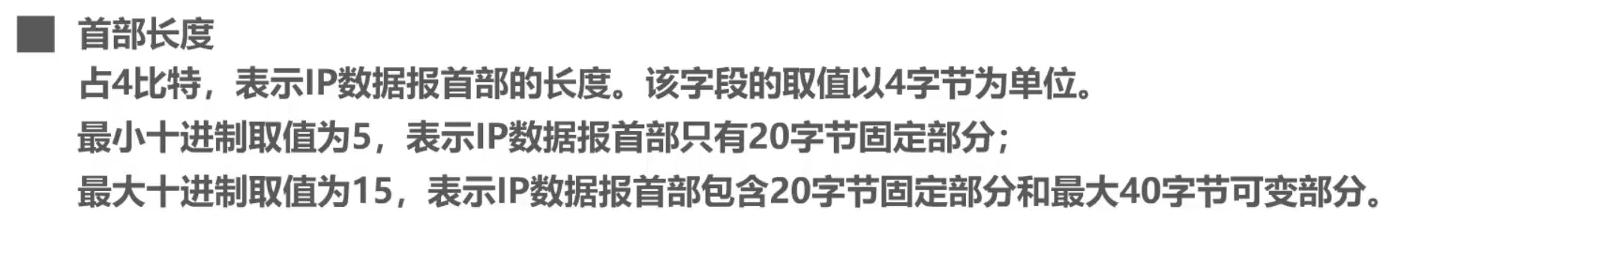 首部长度
占4比特，表示IP数据报首部的长度。该字段的取值以4字节为单位。
最小十进制取值为5，表示IP数据报首部只有20字节固定部分；
最大十进制取值为15，表示IP数据报首部包含20字节固定部分和最大40字节可变部分。